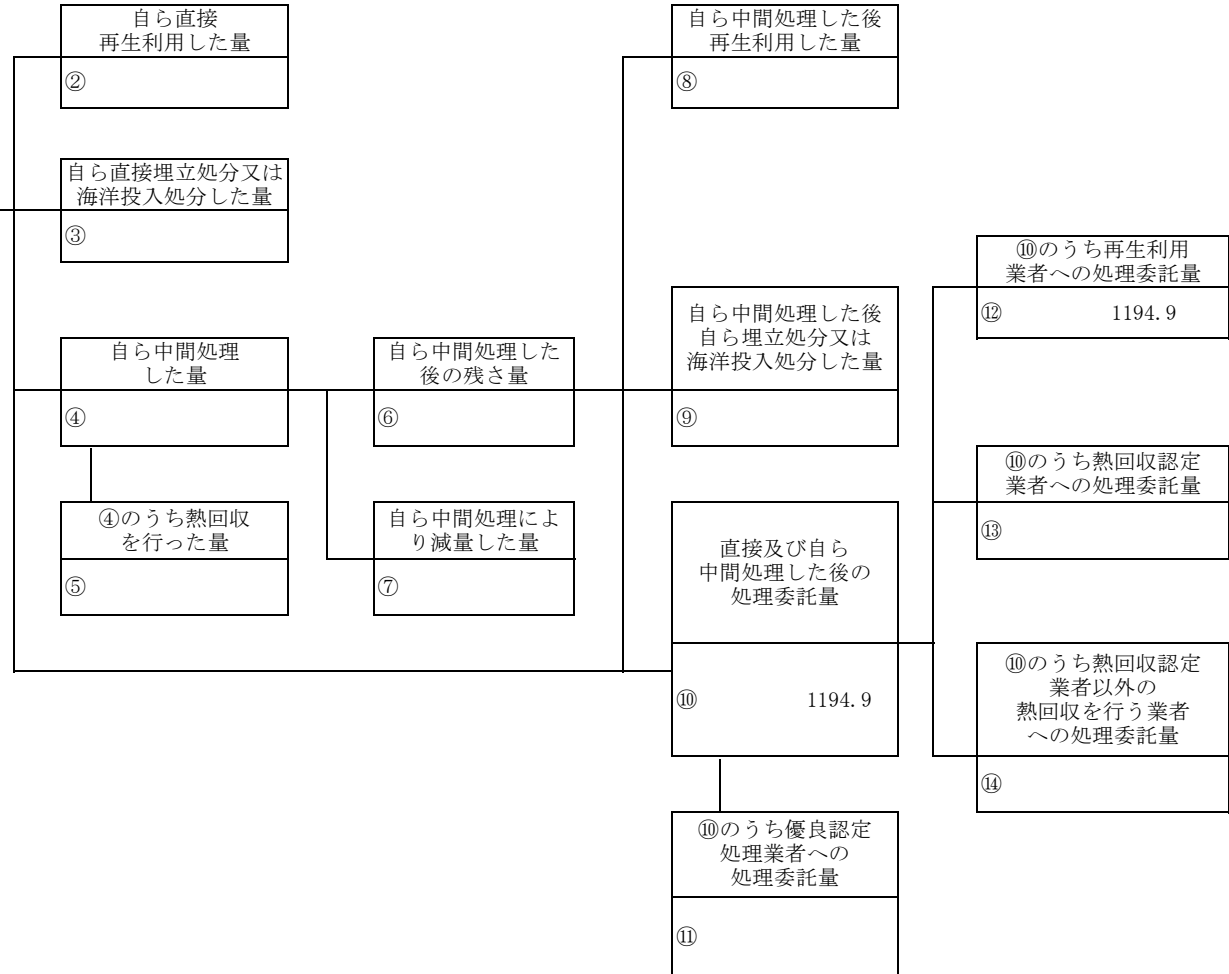 自ら直接
再生利用した量
②
自ら中間処理した後
再生利用した量
⑧
自ら直接埋立処分又は
海洋投入処分した量
③
⑩のうち再生利用
業者への処理委託量
⑫ 1194.9
自ら中間処理した後
自ら埋立処分又は
海洋投入処分した量
⑨
自ら中間処理
した量
④
自ら中間処理した
後の残さ量
⑥
⑩のうち熱回収認定
業者への処理委託量
⑬
④のうち熱回収
を行った量
⑤
自ら中間処理によ
り減量した量
⑦
直接及び自ら
中間処理した後の
処理委託量
⑩ 1194.9
⑩のうち熱回収認定
業者以外の
熱回収を行う業者
への処理委託量
⑭
⑩のうち優良認定
処理業者への
処理委託量
⑪